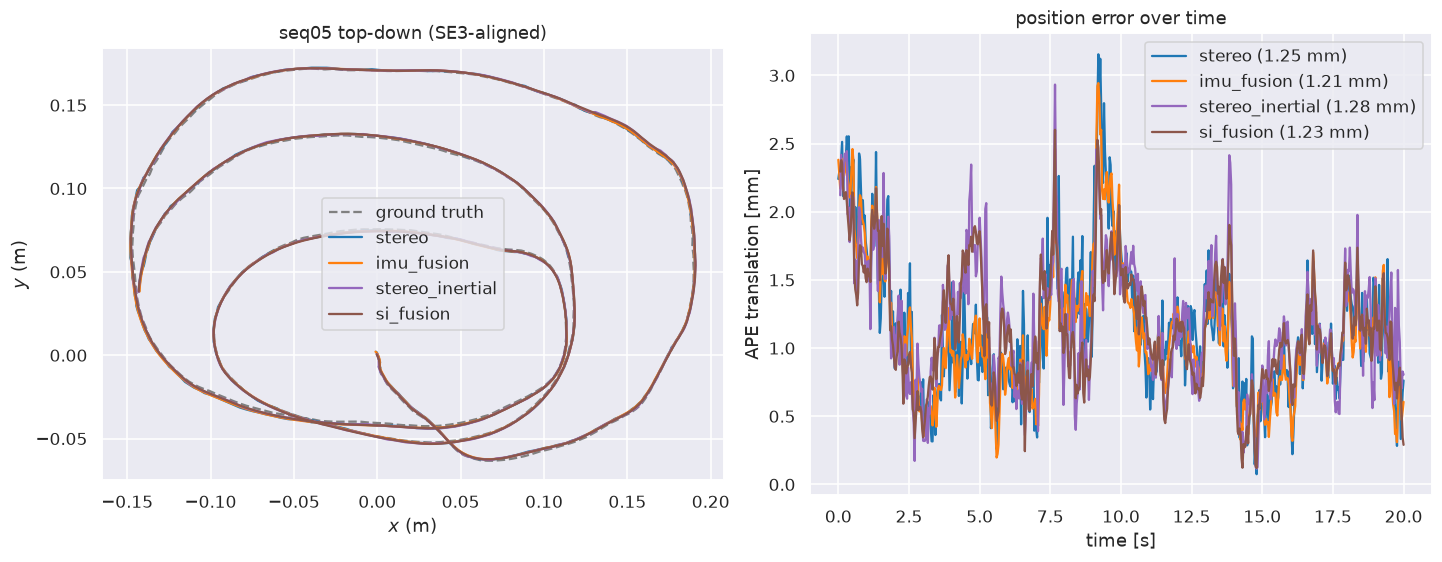 seq05 top-down (SE3-aligned)
y (m)
0.15
0.10
0.05
0.00
−0.05
ground truth
stereo
imu_fusion
stereo_inertial
si_fusion
−0.15
−0.10
−0.05
0.00
0.05
0.10
0.15
0.20
x (m)
position error over time
APE translation [mm]
3.0
2.5
2.0
1.5
1.0
0.5
0.0
stereo (1.25 mm)
imu_fusion (1.21 mm)
stereo_inertial (1.28 mm)
si_fusion (1.23 mm)
0.0
2.5
5.0
7.5
10.0
12.5
15.0
17.5
20.0
time [s]